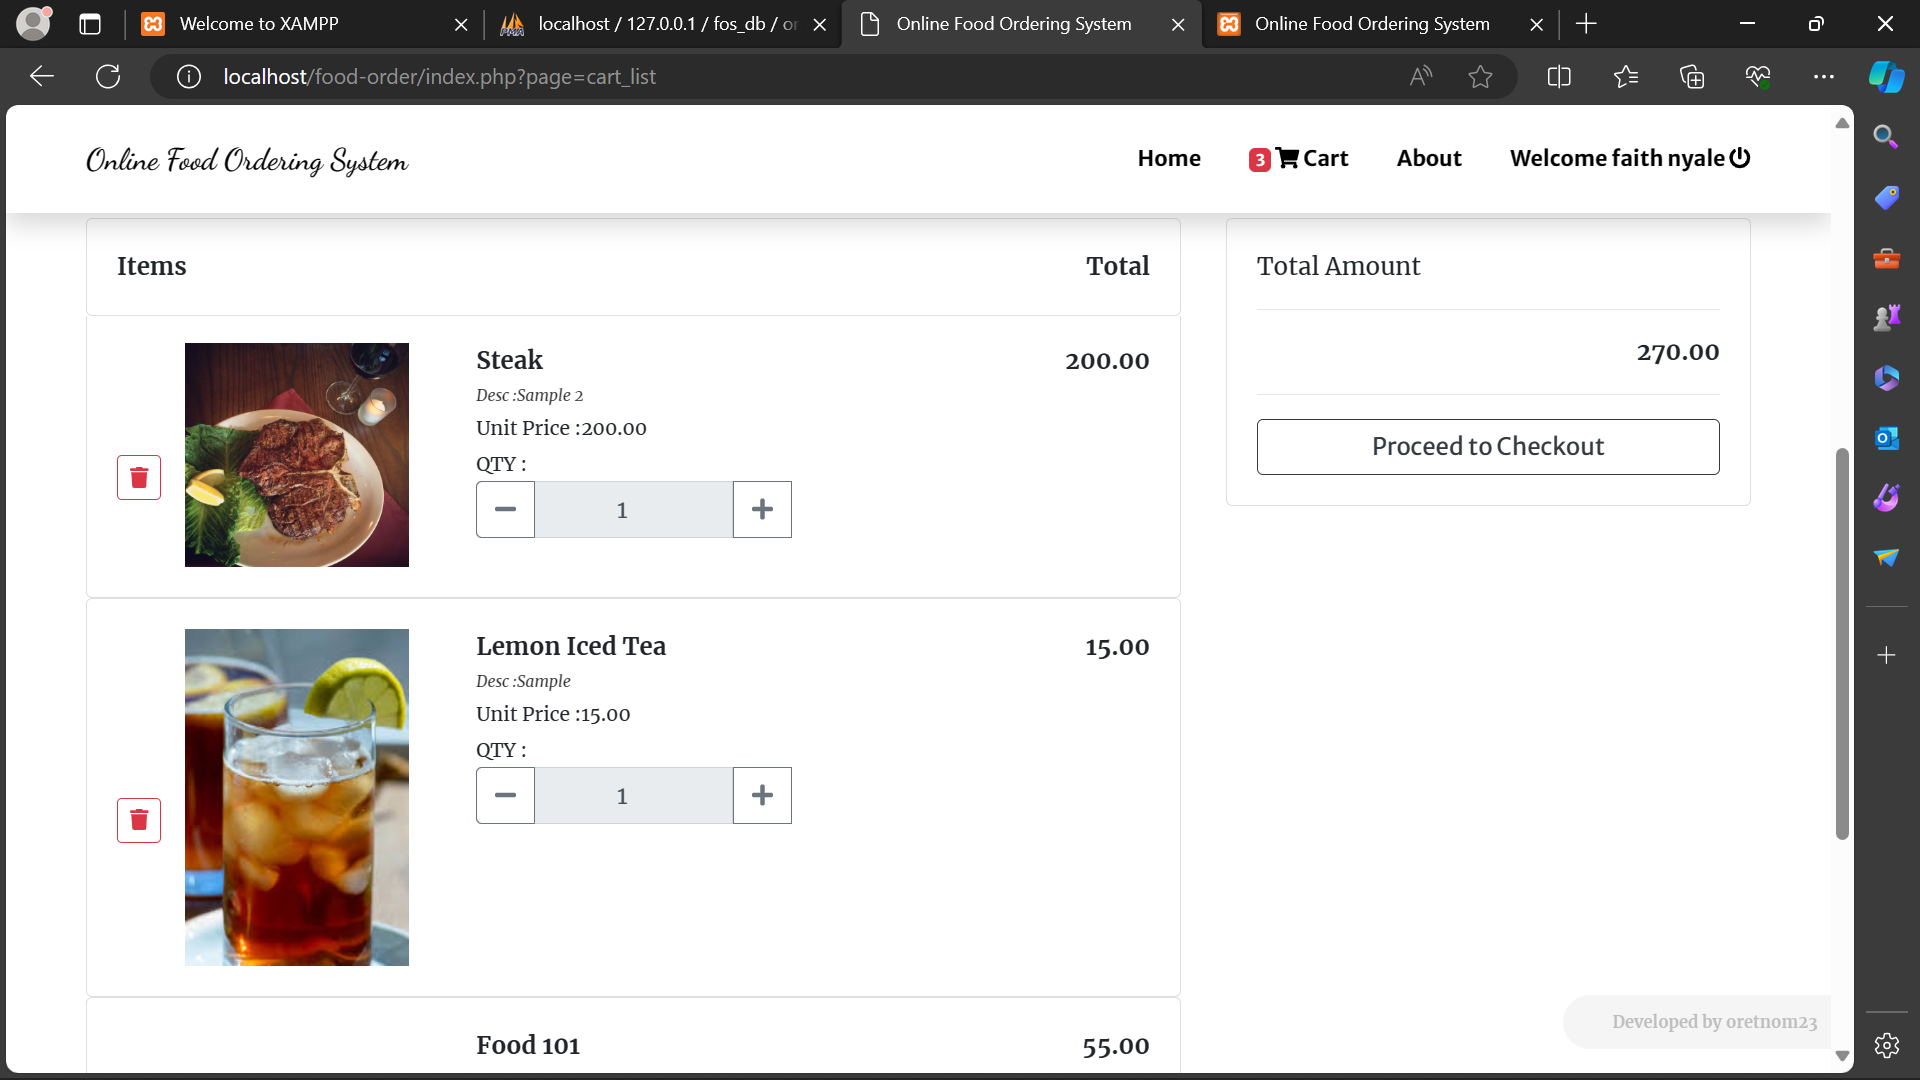 Welcome to XAMPP
localhost / 127.0.0.1 / fos_db / or
Online Food Ordering System
Online Food Ordering System
localhost/food-order/index.php?page=cart_list
Online Food Ordering System
Home
3 Cart
About
Welcome faith nyale
Items
Total
Total Amount
270.00
Proceed to Checkout
Steak
200.00
Desc :Sample 2
Unit Price :200.00
QTY :
1
Lemon Iced Tea
15.00
Desc :Sample
Unit Price :15.00
QTY :
1
Food 101
55.00
Developed by oretnom23